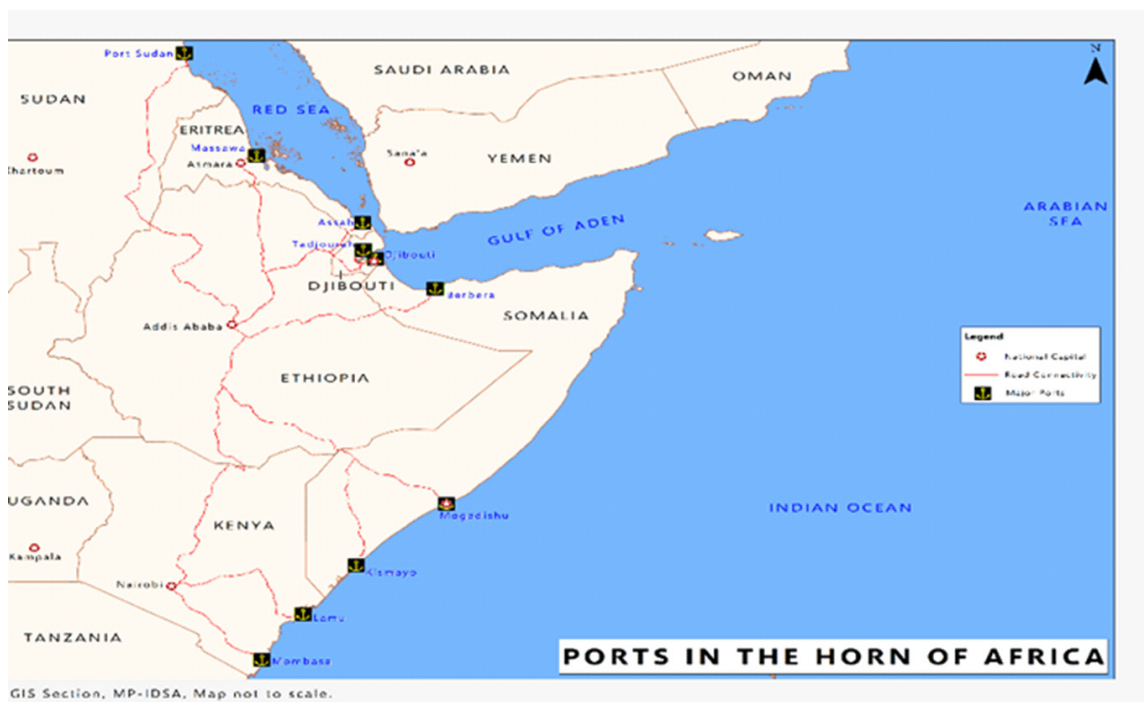 Port Sudan
SAUDI ARABIA
OMAN
N
SUDAN
RED SEA
ERITREA
Massawa
Asmara
Sana'a
YEMEN
Khartoum
ARABIAN
SEA
Assab
GULF OF ADEN
Tadjourah
Djibouti
DJIBOUTI
Berbera
SOMALIA
Addis Ababa
Legend
National Capital
Road Connectivity
Major Ports
ETHIOPIA
SOUTH
SUDAN
UGANDA
Mogadishu
INDIAN OCEAN
KENYA
Kampala
Kismayo
Nairobi
Lamu
TANZANIA
Mombasa
PORTS IN THE HORN OF AFRICA
GIS Section, MP-IDSA, Map not to scale.